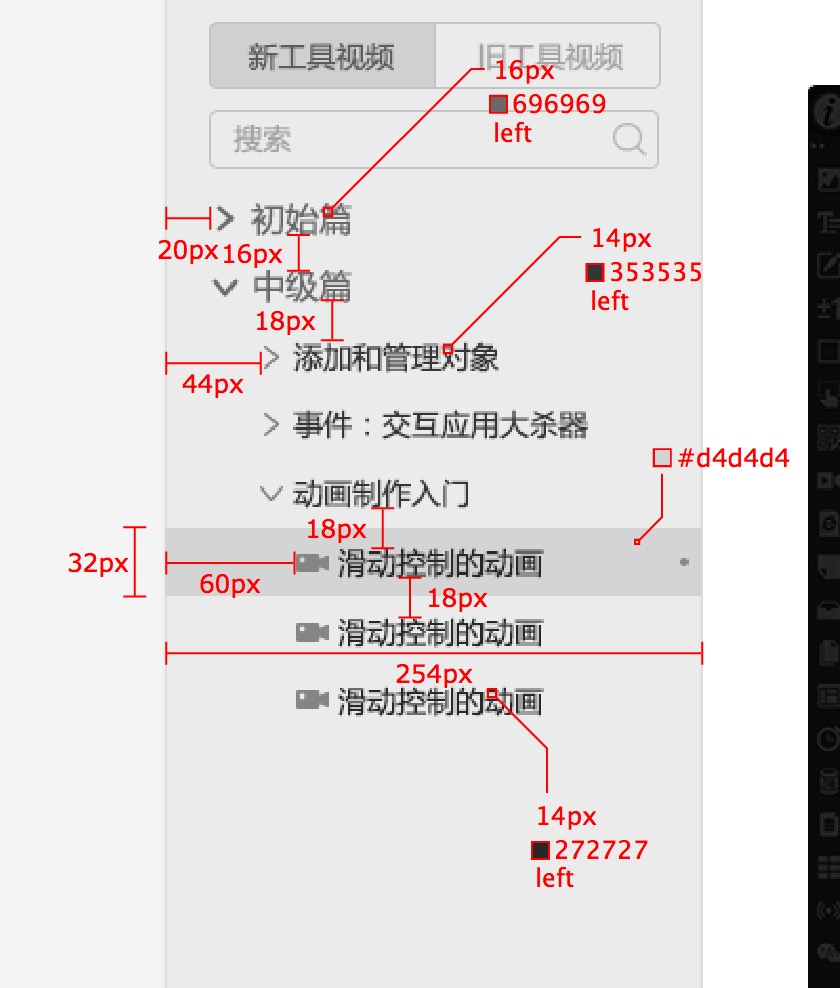 新工具视频 旧工具视频
16px
696969
left
搜索
初始篇
20px 16px
14px
353535
left
中级篇
18px
添加和管理对象
44px
事件：交互应用大杀器
#d4d4d4
动画制作入门
18px
32px
滑动控制的动画
60px
18px
滑动控制的动画
254px
滑动控制的动画
14px
272727
left